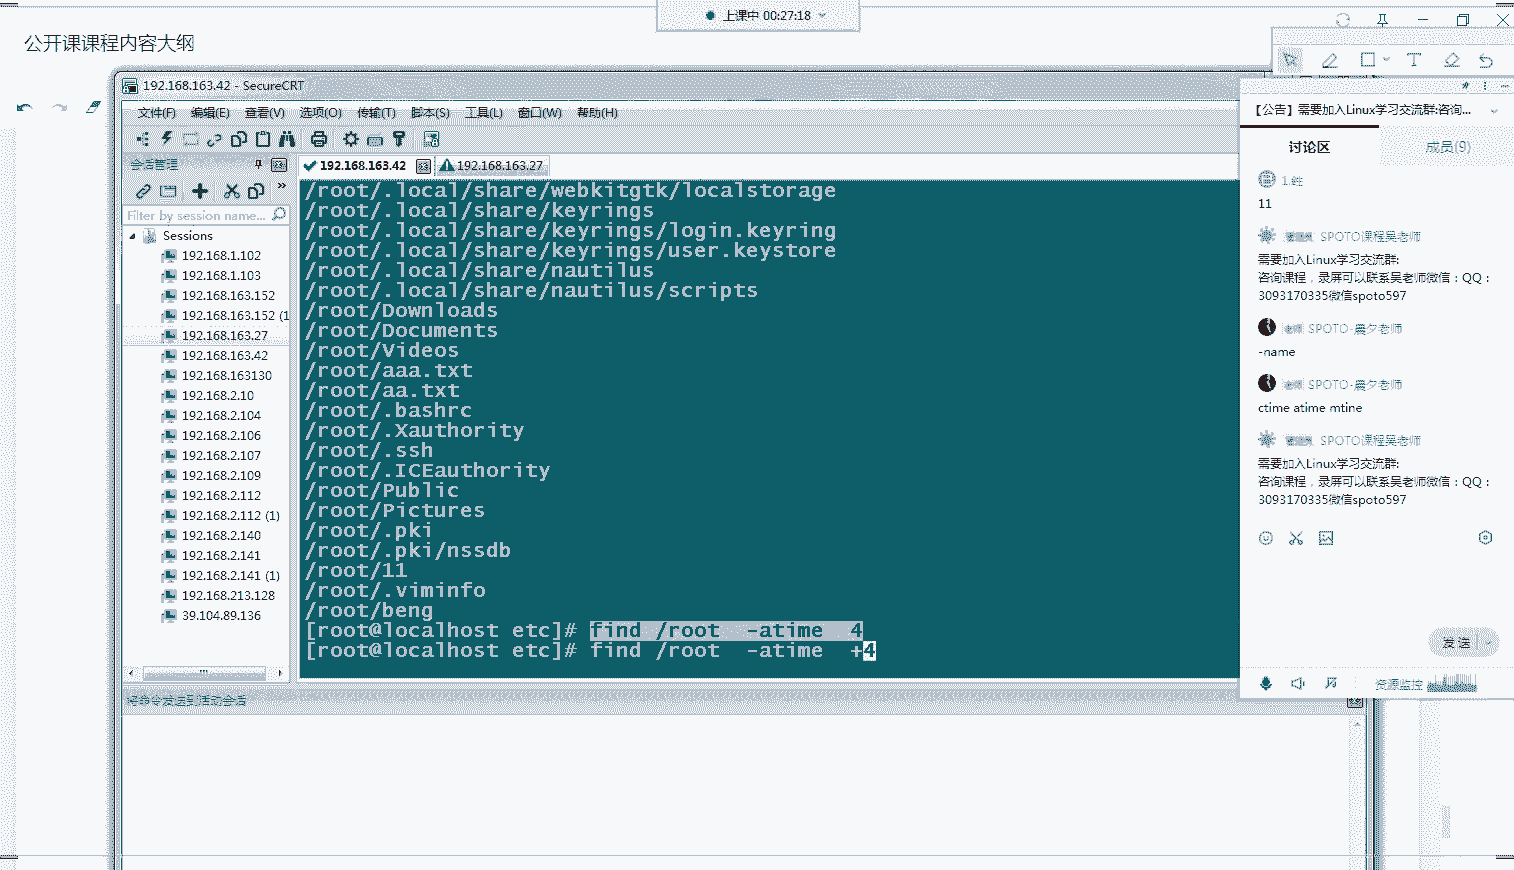 上课中 00:27:18
公开课课程内容大纲
192.168.163.42 - SecureCRT
文件(F) 编辑(E) 查看(V) 选项(O) 传输(T) 脚本(S) 工具(L) 窗口(W) 帮助(H)
会话管理
192.168.163.42
192.168.163.27
Filter by session name...
Sessions
192.168.1.102
192.168.1.103
192.168.163.152
192.168.163.152 (1
192.168.163.27
192.168.163.42
192.168.163130
192.168.2.10
192.168.2.104
192.168.2.106
192.168.2.107
192.168.2.109
192.168.2.112
192.168.2.112 (1)
192.168.2.140
192.168.2.141
192.168.2.141 (1)
192.168.213.128
39.104.89.136
/root/.local/share/webkitgtk/localstorage
/root/.local/share/keyrings
/root/.local/share/keyrings/login.keyring
/root/.local/share/keyrings/user.keystore
/root/.local/share/nautilus
/root/.local/share/nautilus/scripts
/root/Downloads
/root/Documents
/root/Videos
/root/aaa.txt
/root/aa.txt
/root/.bashrc
/root/.Xauthority
/root/.ssh
/root/.ICEauthority
/root/Public
/root/Pictures
/root/.pki
/root/.pki/nssdb
/root/11
/root/.viminfo
/root/beng
[root@localhost etc]# find /root  -atime  4
[root@localhost etc]# find /root  -atime  +4
将命令发送到活动会话
【公告】需要加入Linux学习交流群:咨询...
讨论区 成员(9)
11
SPOTO课程吴老师
需要加入Linux学习交流群:
咨询课程，录屏可以联系吴老师微信：QQ：
3093170335微信spoto597
SPOTO-晨夕老师
-name
SPOTO-晨夕老师
ctime atime mtine
SPOTO课程吴老师
需要加入Linux学习交流群:
咨询课程，录屏可以联系吴老师微信：QQ：
3093170335微信spoto597
发送
资源监控